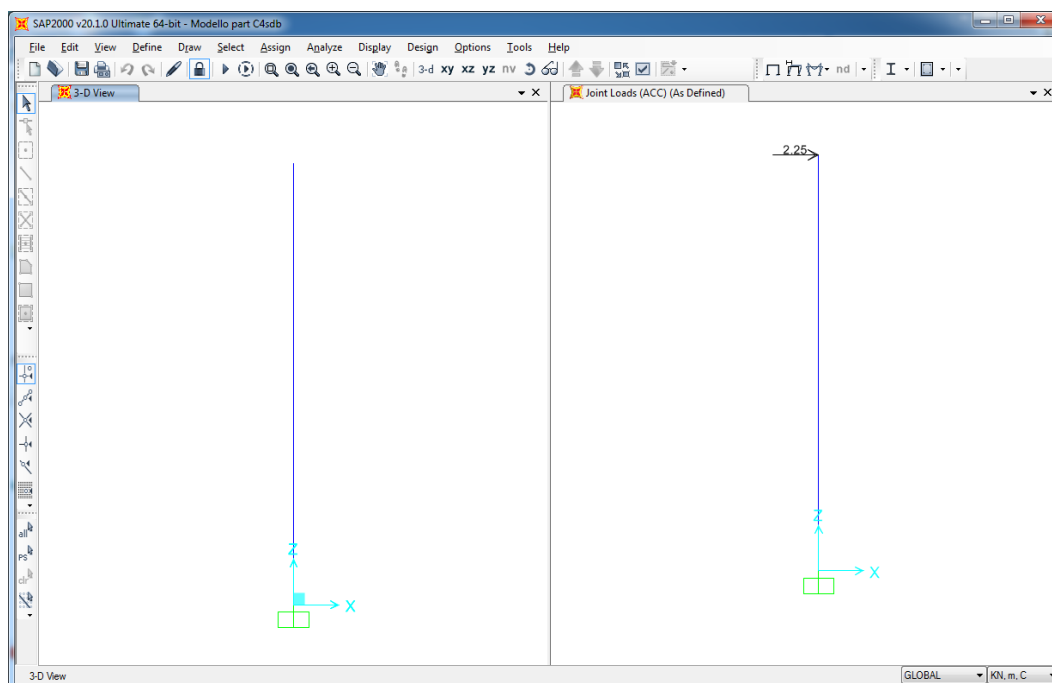 SAP2000 v20.1.0 Ultimate 64-bit - Modello part C4sdb
File Edit View Define Draw Select Assign Analyze Display Design Options Tools Help
3-d xy xz yz nv nd
3-D View
Joint Loads (ACC) (As Defined)
2.25
Z
X
Z
X
all
PS
clr
3-D View
GLOBAL
KN, m, C